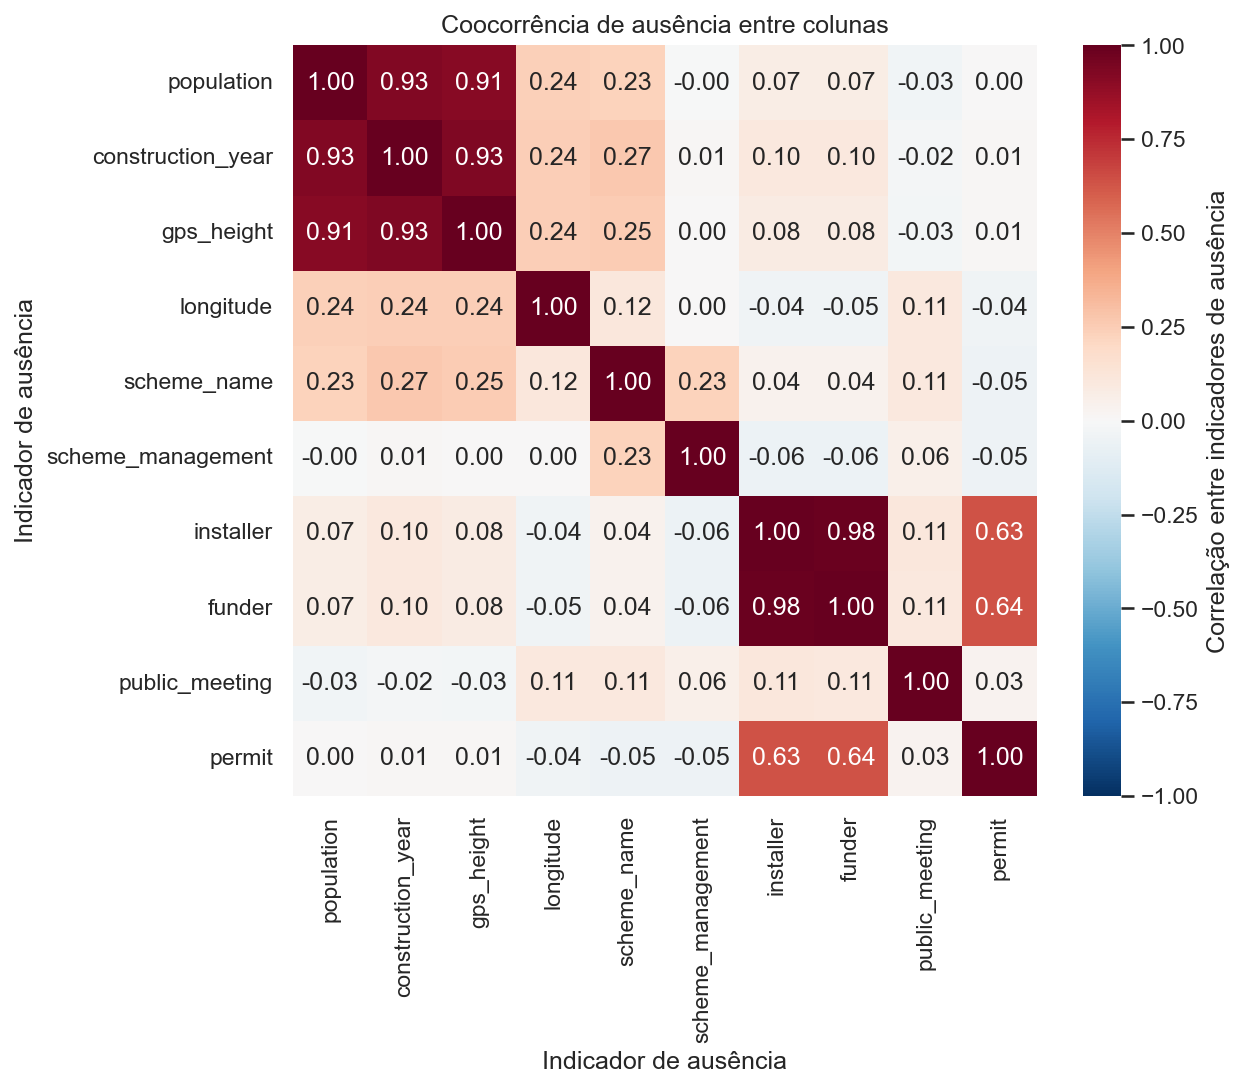 Coocorrência de ausência entre colunas
population 1.00 0.93 0.91 0.24 0.23 -0.00 0.07 0.07 -0.03 0.00
construction_year 0.93 1.00 0.93 0.24 0.27 0.01 0.10 0.10 -0.02 0.01
gps_height 0.91 0.93 1.00 0.24 0.25 0.00 0.08 0.08 -0.03 0.01
longitude 0.24 0.24 0.24 1.00 0.12 0.00 -0.04 -0.05 0.11 -0.04
scheme_name 0.23 0.27 0.25 0.12 1.00 0.23 0.04 0.04 0.11 -0.05
scheme_management -0.00 0.01 0.00 0.00 0.23 1.00 -0.06 -0.06 0.06 -0.05
installer 0.07 0.10 0.08 -0.04 0.04 -0.06 1.00 0.98 0.11 0.63
funder 0.07 0.10 0.08 -0.05 0.04 -0.06 0.98 1.00 0.11 0.64
public_meeting -0.03 -0.02 -0.03 0.11 0.11 0.06 0.11 0.11 1.00 0.03
permit 0.00 0.01 0.01 -0.04 -0.05 -0.05 0.63 0.64 0.03 1.00
population
construction_year
gps_height
longitude
scheme_name
scheme_management
installer
funder
public_meeting
permit
Indicador de ausência
Indicador de ausência
1.00
0.75
0.50
0.25
0.00
−0.25
−0.50
−0.75
−1.00
Correlação entre indicadores de ausência